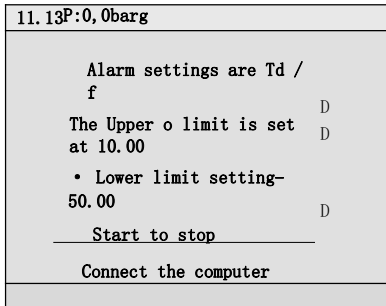 11.13P:0,0barg
Alarm settings are Td /
f
D
The Upper o limit is set
D
at 10.00
• Lower limit setting-
50.00
D
Start to stop
Connect the computer